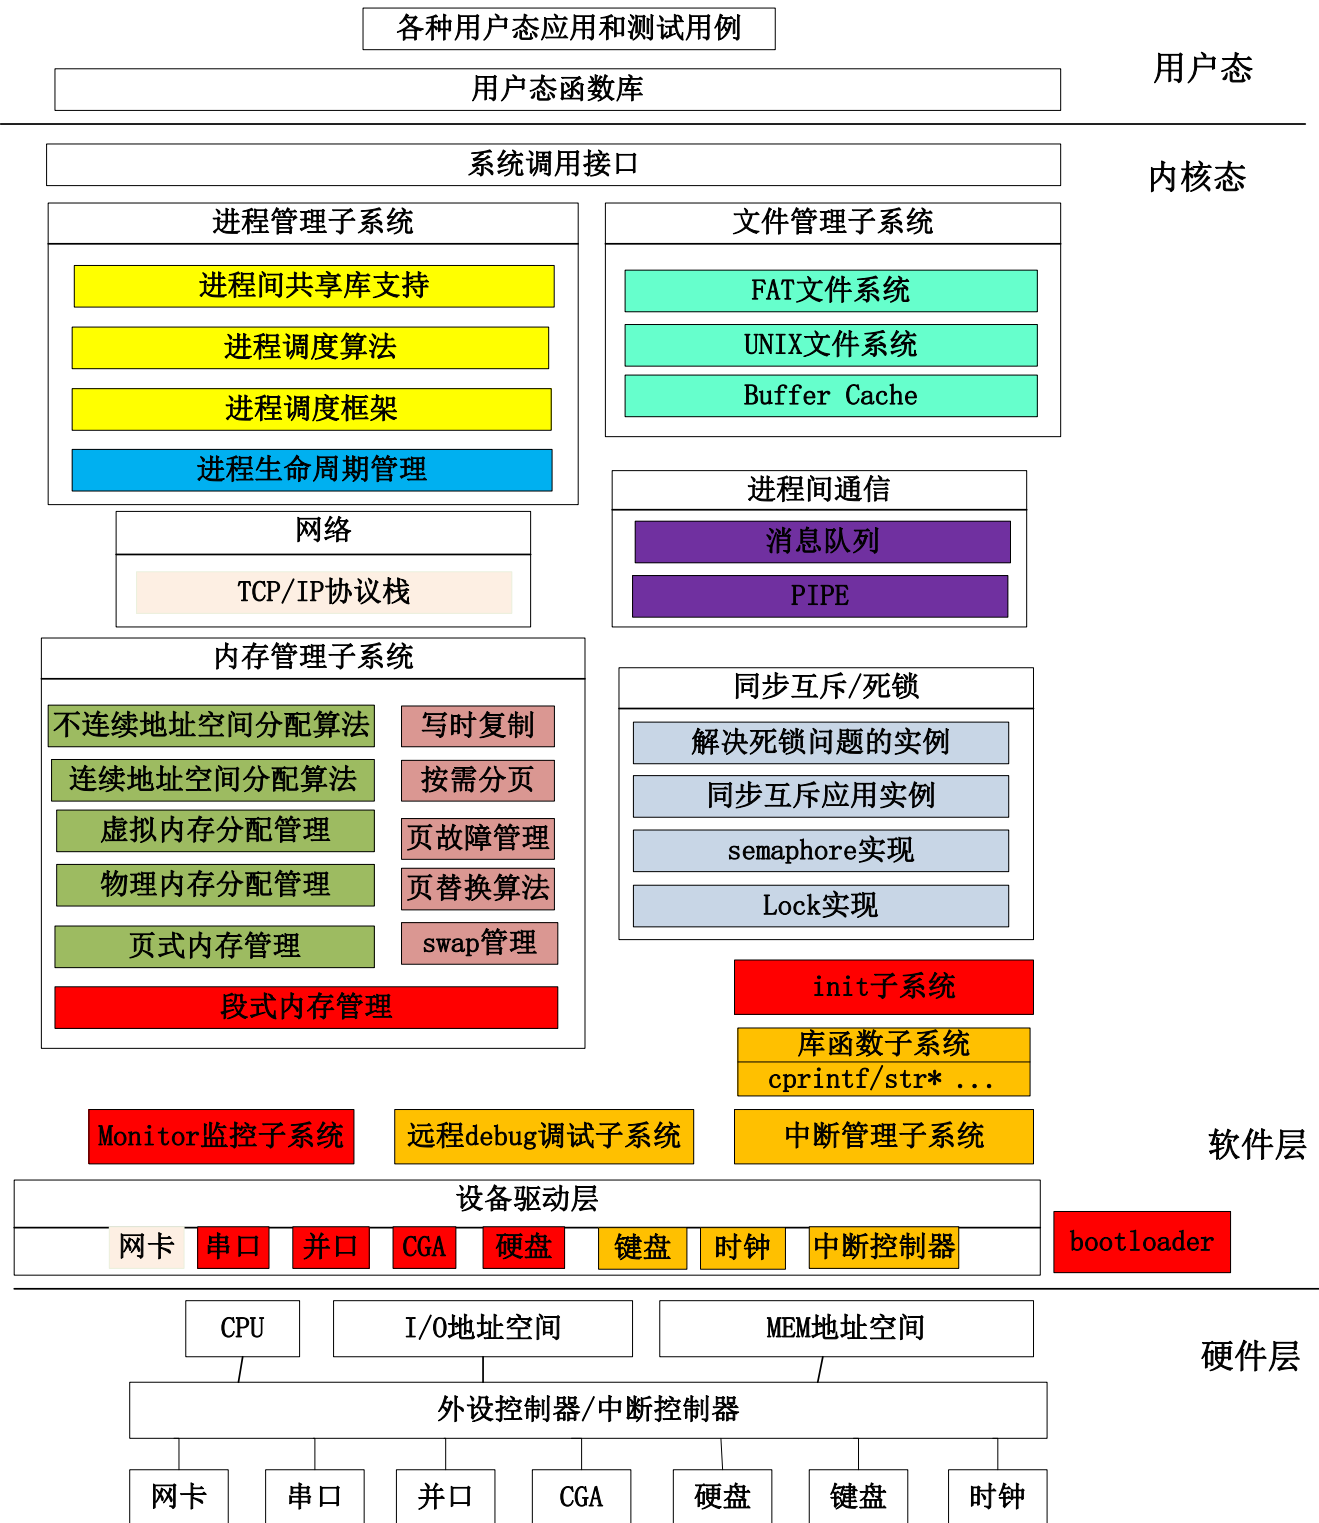 各种用户态应用和测试用例
用户态函数库
用户态
系统调用接口
内核态
进程管理子系统
进程间共享库支持
进程调度算法
进程调度框架
进程生命周期管理
文件管理子系统
FAT文件系统
UNIX文件系统
Buffer Cache
网络
TCP/IP协议栈
进程间通信
消息队列
PIPE
内存管理子系统
不连续地址空间分配算法
连续地址空间分配算法
虚拟内存分配管理
物理内存分配管理
页式内存管理
写时复制
按需分页
页故障管理
页替换算法
swap管理
段式内存管理
同步互斥/死锁
解决死锁问题的实例
同步互斥应用实例
semaphore实现
Lock实现
init子系统
库函数子系统
cprintf/str* ...
Monitor监控子系统
远程debug调试子系统
中断管理子系统
软件层
设备驱动层
网卡
串口
并口
CGA
硬盘
键盘
时钟
中断控制器
bootloader
CPU
I/O地址空间
MEM地址空间
硬件层
外设控制器/中断控制器
网卡
串口
并口
CGA
硬盘
键盘
时钟